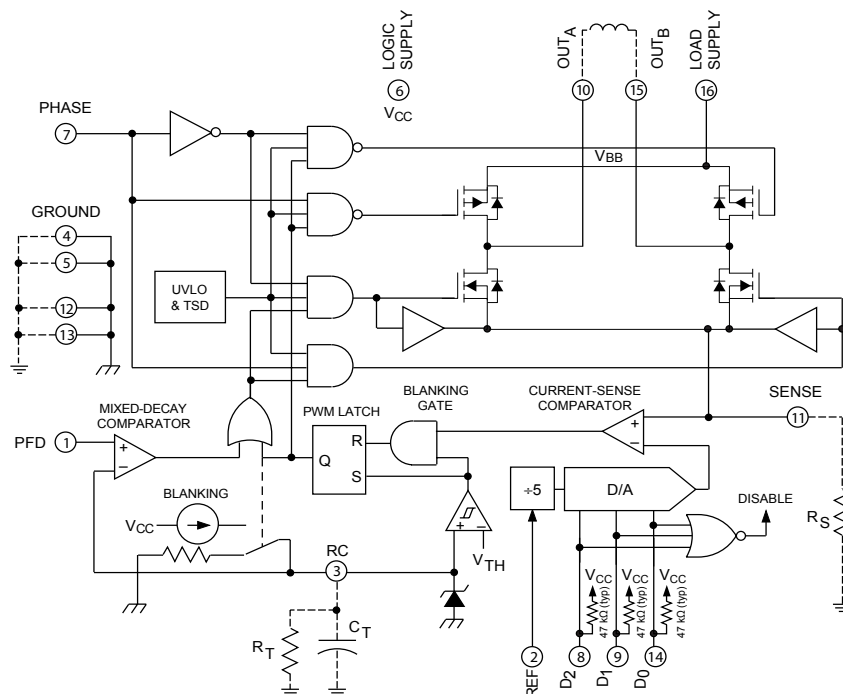 LOGIC
SUPPLY
6
VCC
OUTA
OUTB
LOAD
SUPPLY
10
15
16
PHASE
7
VBB
GROUND
4
5
12
13
UVLO
& TSD
MIXED-DECAY
COMPARATOR
PFD
1
+
–
PWM LATCH
Q
R
S
BLANKING
GATE
CURRENT-SENSE
COMPARATOR
+
–
SENSE
11
BLANKING
VCC
RC
3
+
–
VTH
÷5
D/A
DISABLE
RS
RT
CT
VCC
47 kΩ (typ)
VCC
47 kΩ (typ)
VCC
47 kΩ (typ)
2
8
9
14
REF
D2
D1
D0